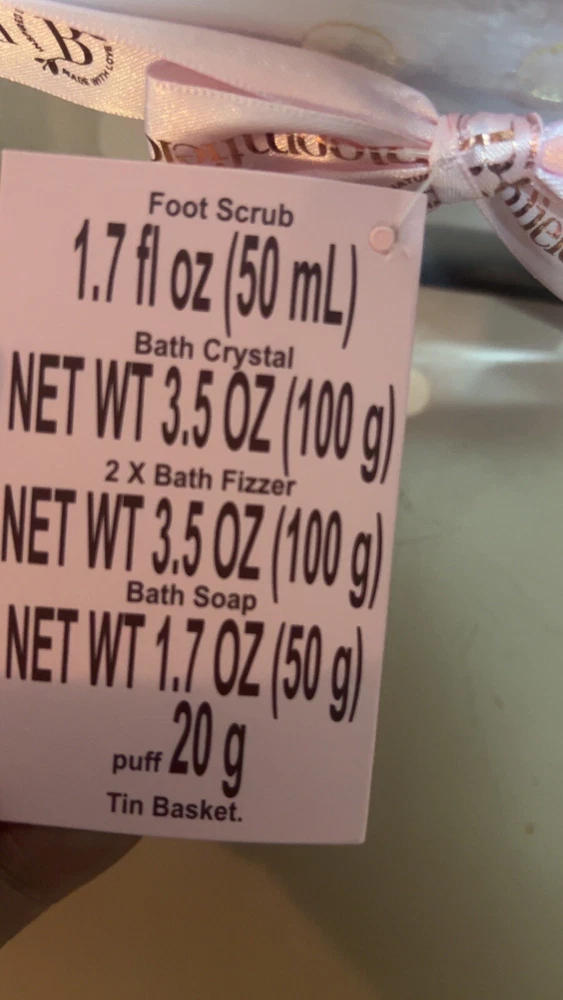 B
MADE WITH LOVE
Foot Scrub
1.7 fl oz (50 mL)
Bath Crystal
NET WT 3.5 OZ (100 g)
2 X Bath Fizzer
NET WT 3.5 OZ (100 g)
Bath Soap
NET WT 1.7 OZ (50 g)
puff 20 g
Tin Basket.